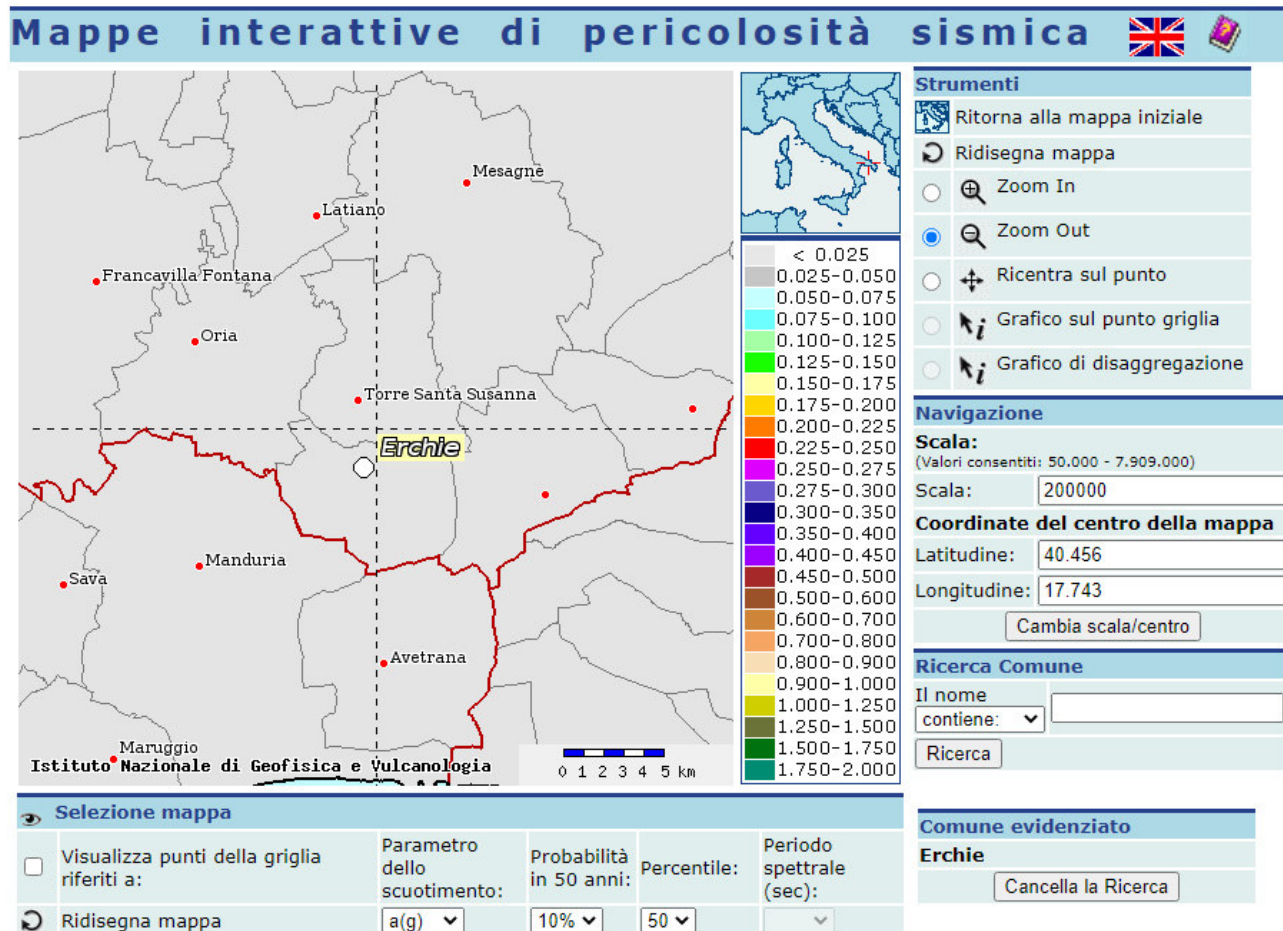 Mappe interattive di pericolosità sismica
Mesagne
Latiano
Francavilla Fontana
Oria
Torre Santa Susanna
Erchie
Manduria
Sava
Avetrana
Maruggio
Istituto Nazionale di Geofisica e Vulcanologia
0 1 2 3 4 5 km
< 0.025
0.025-0.050
0.050-0.075
0.075-0.100
0.100-0.125
0.125-0.150
0.150-0.175
0.175-0.200
0.200-0.225
0.225-0.250
0.250-0.275
0.275-0.300
0.300-0.350
0.350-0.400
0.400-0.450
0.450-0.500
0.500-0.600
0.600-0.700
0.700-0.800
0.800-0.900
0.900-1.000
1.000-1.250
1.250-1.500
1.500-1.750
1.750-2.000
Strumenti
Ritorna alla mappa iniziale
Ridisegna mappa
Zoom In
Zoom Out
Ricentra sul punto
Grafico sul punto griglia
Grafico di disaggregazione
Navigazione
Scala:
(Valori consentiti: 50.000 - 7.909.000)
Scala: 200000
Coordinate del centro della mappa
Latitudine: 40.456
Longitudine: 17.743
Cambia scala/centro
Ricerca Comune
Il nome
contiene:
Ricerca
Selezione mappa
Visualizza punti della griglia
riferiti a:
Parametro
dello
scuotimento:
Probabilità
in 50 anni:
Percentile:
Periodo
spettrale
(sec):
Ridisegna mappa a(g) 10% 50
Comune evidenziato
Erchie
Cancella la Ricerca